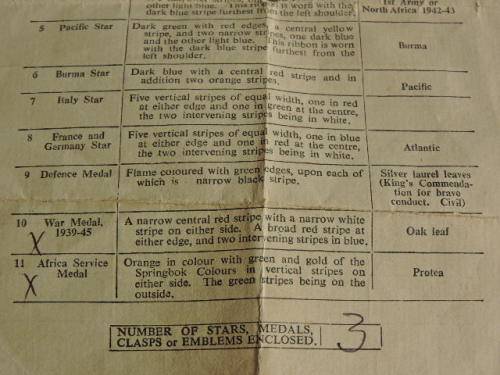 other light blue. This ribbon is worn with the
dark blue stripe furthest from the left shoulder.
1st Army or
North Africa 1942-43
5 Pacific Star
Dark green with red edges, a central yellow
stripe, and two narrow stripes, one dark blue
and the other light blue. This ribbon is worn
with the dark blue stripe furthest from the
left shoulder.
Burma
6 Burma Star
Dark blue with a central red stripe and in
addition two orange stripes.
Pacific
7 Italy Star
Five vertical stripes of equal width, one in red
at either edge and one in green at the centre,
the two intervening stripes being in white.
8 France and
Germany Star
Five vertical stripes of equal width, one in blue
at either edge and one in red at the centre,
the two intervening stripes being in white.
Atlantic
9 Defence Medal
Flame coloured with green edges, upon each of
which is narrow black stripe.
Silver laurel leaves
(King's Commenda-
tion for brave
conduct. Civil)
10 War Medal,
1939-45
X
A narrow central red stripe with a narrow white
stripe on either side. A broad red stripe at
either edge, and two intervening stripes in blue.
Oak leaf
11 Africa Service
Medal
X
Orange in colour with green and gold of the
Springbok Colours in vertical stripes on
either side. The green stripes being on the
outside.
Protea
NUMBER OF STARS, MEDALS,
CLASPS or EMBLEMS ENCLOSED.
3